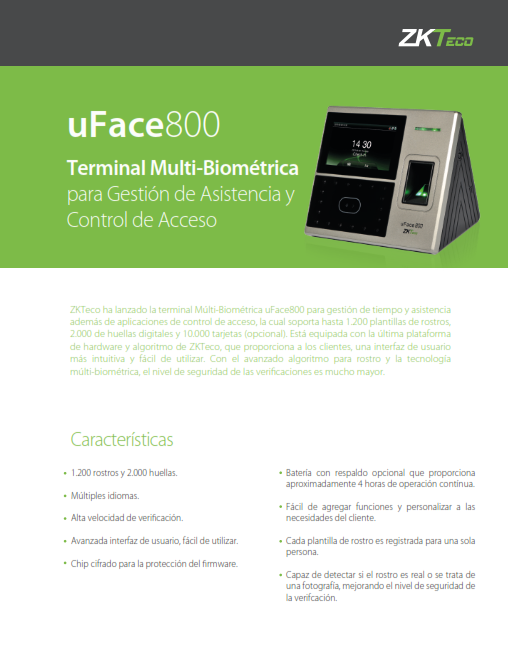 ZKTeco
uFace800
Terminal Multi-Biométrica
para Gestión de Asistencia y
Control de Acceso
14 30
uFace 800
ZKTeco
ZKTeco ha lanzado la terminal Múlti-Biométrica uFace800 para gestión de tiempo y asistencia
además de aplicaciones de control de acceso, la cual soporta hasta 1.200 plantillas de rostros,
2.000 de huellas digitales y 10.000 tarjetas (opcional). Está equipada con la última plataforma
de hardware y algoritmo de ZKTeco, que proporciona a los clientes, una interfaz de usuario
más intuitiva y fácil de utilizar. Con el avanzado algoritmo para rostro y la tecnología
múlti-biométrica, el nivel de seguridad de las verificaciones es mucho mayor.
Características
• 1.200 rostros y 2.000 huellas.
• Múltiples idiomas.
• Alta velocidad de verificación.
• Avanzada interfaz de usuario, fácil de utilizar.
• Chip cifrado para la protección del firmware.
• Batería con respaldo opcional que proporciona
aproximadamente 4 horas de operación contínua.
• Fácil de agregar funciones y personalizar a las
necesidades del cliente.
• Cada plantilla de rostro es registrada para una sola
persona.
• Capaz de detectar si el rostro es real o se trata de
una fotografía, mejorando el nivel de seguridad de
la verifcación.